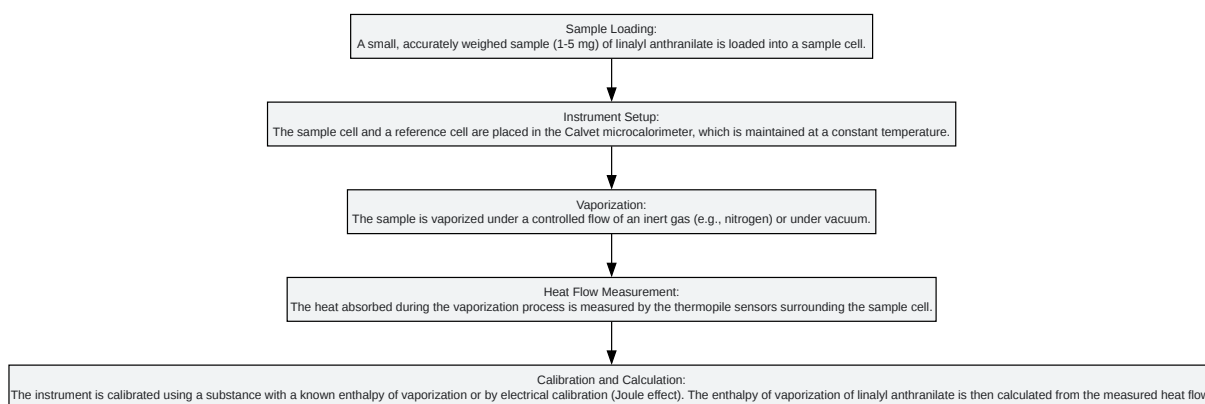 Sample Loading:
A small, accurately weighed sample (1-5 mg) of linalyl anthranilate is loaded into a sample cell.
Instrument Setup:
The sample cell and a reference cell are placed in the Calvet microcalorimeter, which is maintained at a constant temperature.
Vaporization:
The sample is vaporized under a controlled flow of an inert gas (e.g., nitrogen) or under vacuum.
Heat Flow Measurement:
The heat absorbed during the vaporization process is measured by the thermopile sensors surrounding the sample cell.
Calibration and Calculation:
The instrument is calibrated using a substance with a known enthalpy of vaporization or by electrical calibration (Joule effect). The enthalpy of vaporization of linalyl anthranilate is then calculated from the measured heat flow